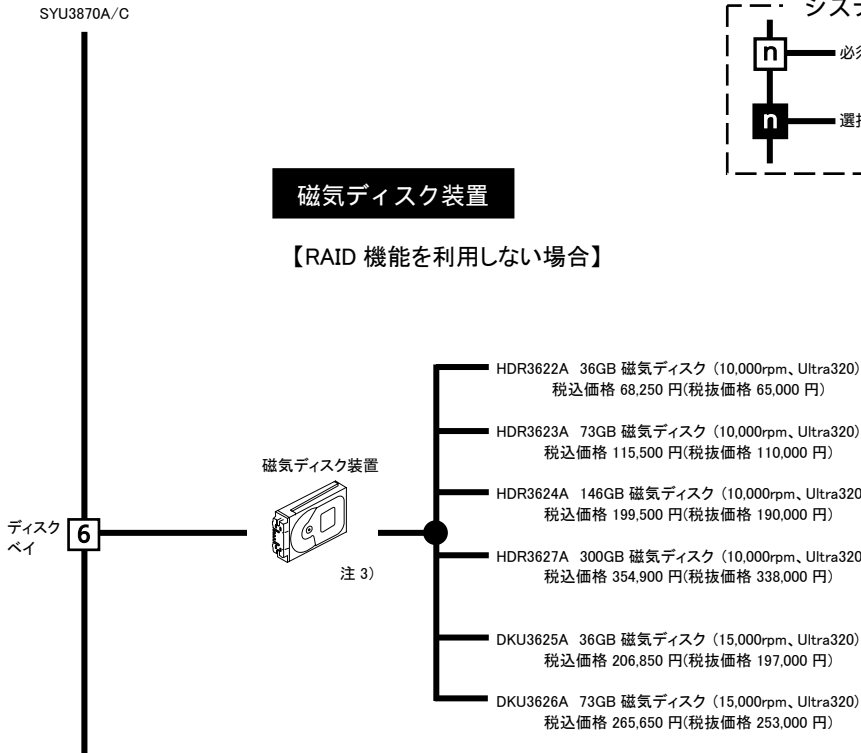 SYU3870A/C
n
n
磁気ディスク装置
【RAID 機能を利用しない場合】
HDR3622A 36GB 磁気ディスク (10,000rpm、Ultra320)
税込価格 68,250 円(税抜価格 65,000 円)
HDR3623A 73GB 磁気ディスク (10,000rpm、Ultra320)
税込価格 115,500 円(税抜価格 110,000 円)
磁気ディスク装置
HDR3624A 146GB 磁気ディスク (10,000rpm、Ultra320
税込価格 199,500 円(税抜価格 190,000 円)
ディスク
ベイ
6
HDR3627A 300GB 磁気ディスク (10,000rpm、Ultra320
税込価格 354,900 円(税抜価格 338,000 円)
注 3)
DKU3625A 36GB 磁気ディスク (15,000rpm、Ultra320)
税込価格 206,850 円(税抜価格 197,000 円)
DKU3626A 73GB 磁気ディスク (15,000rpm、Ultra320)
税込価格 265,650 円(税抜価格 253,000 円)